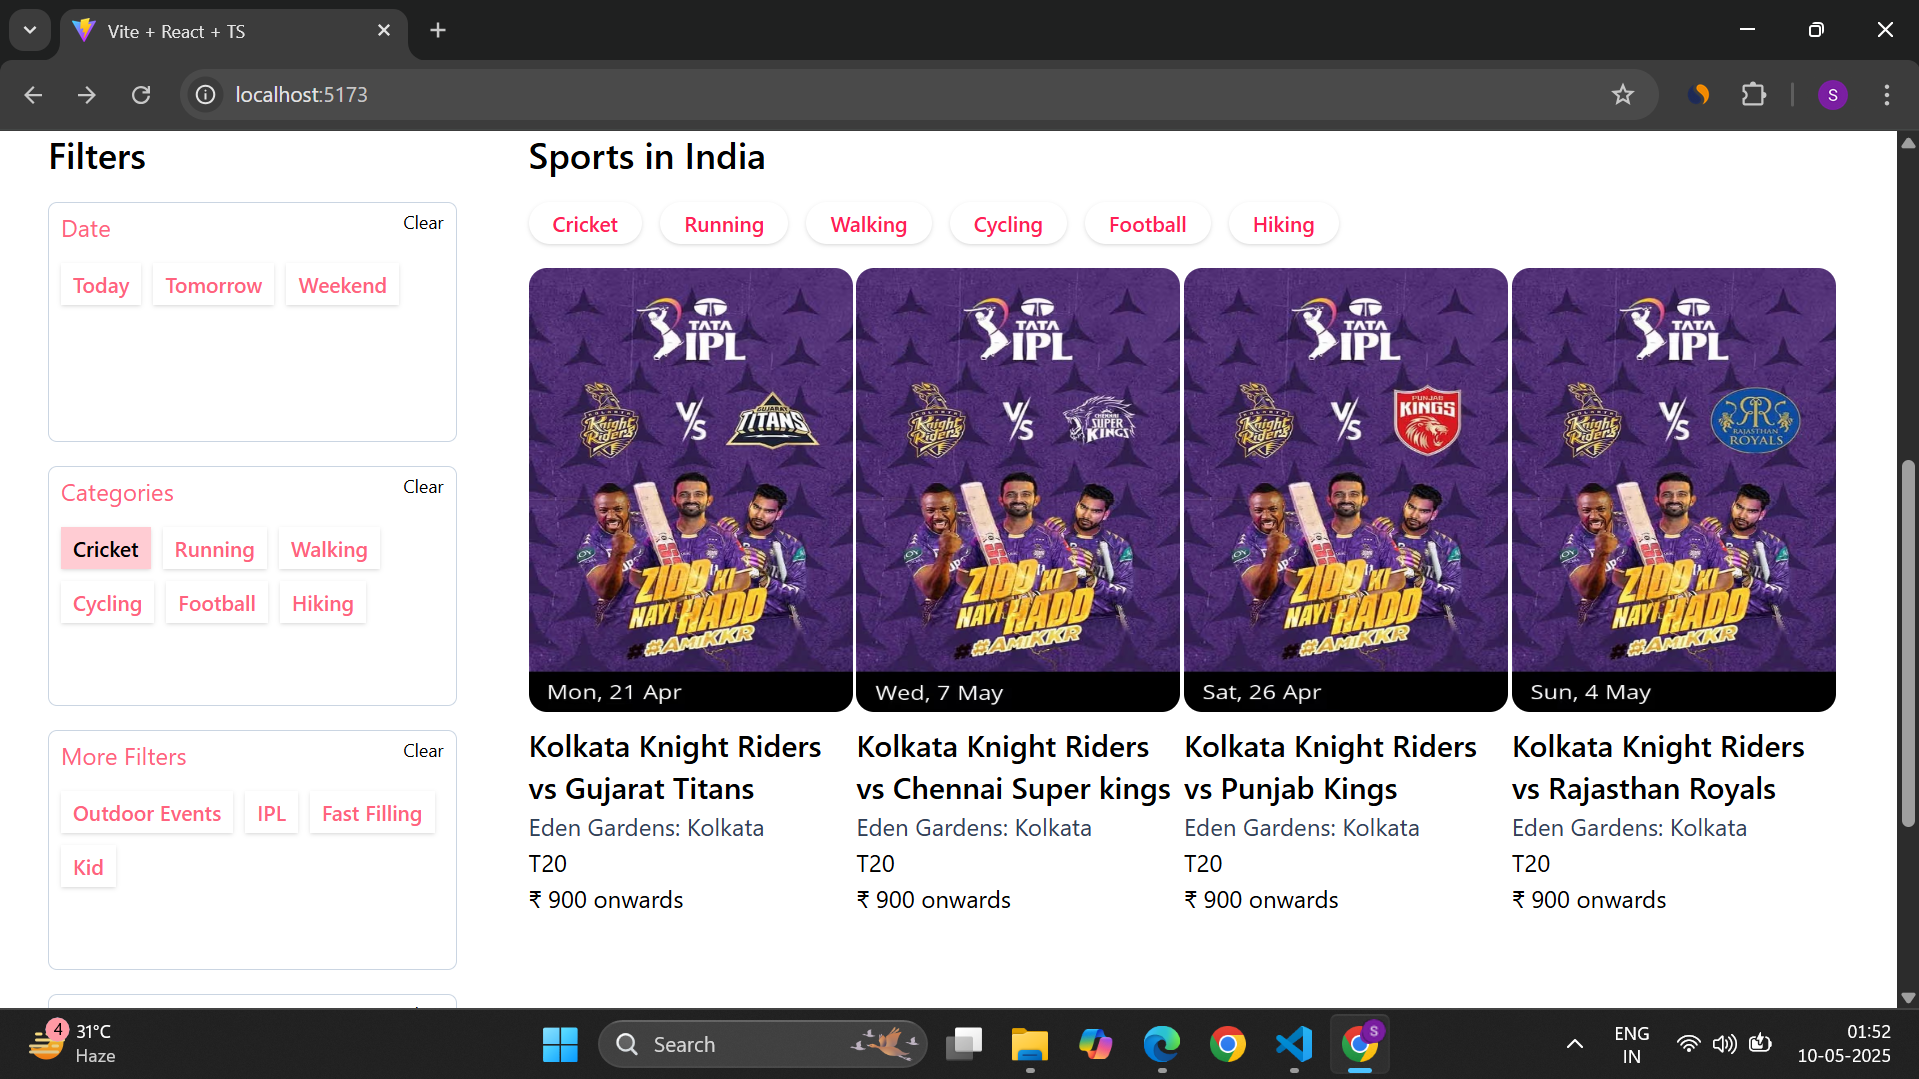 Vite + React + TS
localhost:5173
S
Filters
Date
Clear
Today
Tomorrow
Weekend
Categories
Clear
Cricket
Running
Walking
Cycling
Football
Hiking
More Filters
Clear
Outdoor Events
IPL
Fast Filling
Kid
Sports in India
Cricket
Running
Walking
Cycling
Football
Hiking
TATA
IPL
KOLKATA
Knight
Riders
V/S
GUJARAT
TITANS
ZIDD KI
NAYI HADD
#AMIKKR
Mon, 21 Apr
Kolkata Knight Riders
vs Gujarat Titans
Eden Gardens: Kolkata
T20
₹ 900 onwards
TATA
IPL
KOLKATA
Knight
Riders
V/S
CHENNAI
SUPER
KINGS
ZIDD KI
NAYI HADD
#AMIKKR
Wed, 7 May
Kolkata Knight Riders
vs Chennai Super kings
Eden Gardens: Kolkata
T20
₹ 900 onwards
TATA
IPL
KOLKATA
Knight
Riders
V/S
PUNJAB
KINGS
ZIDD KI
NAYI HADD
#AMIKKR
Sat, 26 Apr
Kolkata Knight Riders
vs Punjab Kings
Eden Gardens: Kolkata
T20
₹ 900 onwards
TATA
IPL
KOLKATA
Knight
Riders
V/S
RR
RAJASTHAN
ROYALS
ZIDD KI
NAYI HADD
#AMIKKR
Sun, 4 May
Kolkata Knight Riders
vs Rajasthan Royals
Eden Gardens: Kolkata
T20
₹ 900 onwards
4
31°C
Haze
Search
S
ENG
IN
01:52
10-05-2025